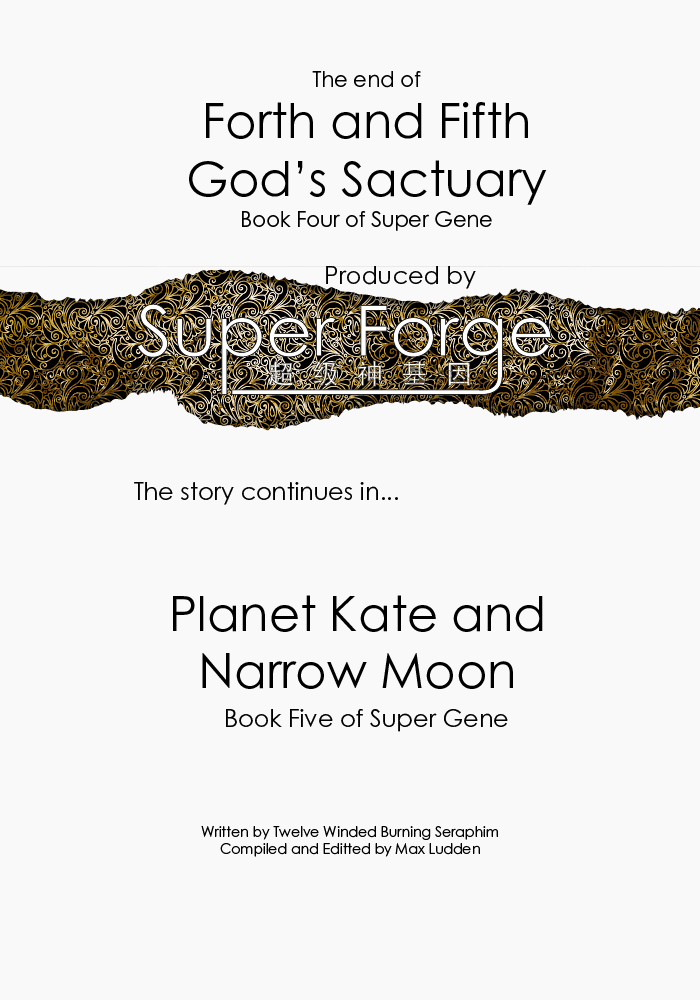 The end of
Forth and Fifth
God's Sactuary
Book Four of Super Gene
Produced by
Super Forge
超级神基因
The story continues in...
Planet Kate and
Narrow Moon
Book Five of Super Gene
Written by Twelve Winded Burning Seraphim
Compiled and Editted by Max Ludden